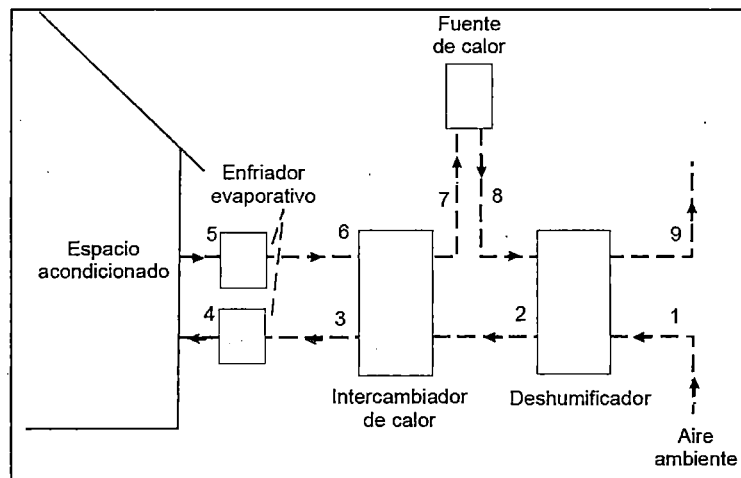 Fuente
de calor
Enfriador
evaporativo
7
8
5
6
9
Espacio
acondicionado
4
3
2
1
Intercambiador
de calor
Deshumificador
Aire
ambiente